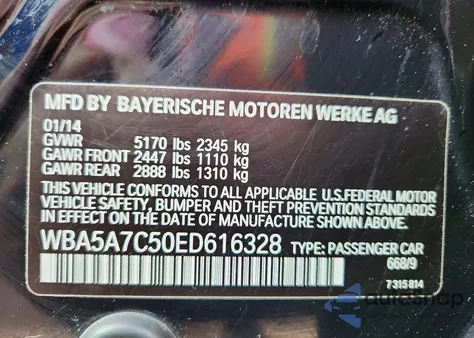 MFD BY BAYERISCHE MOTOREN WERKE AG
01/14
GVWR 5170 lbs 2345 kg
GAWR FRONT 2447 lbs 1110 kg
GAWR REAR 2888 lbs 1310 kg
THIS VEHICLE CONFORMS TO ALL APPLICABLE U.S.FEDERAL MOTOR
VEHICLE SAFETY, BUMPER AND THEFT PREVENTION STANDARDS
IN EFFECT ON THE DATE OF MANUFACTURE SHOWN ABOVE.
WBA5A7C50ED616328 TYPE: PASSENGER CAR
668/9
7315814
autosnap